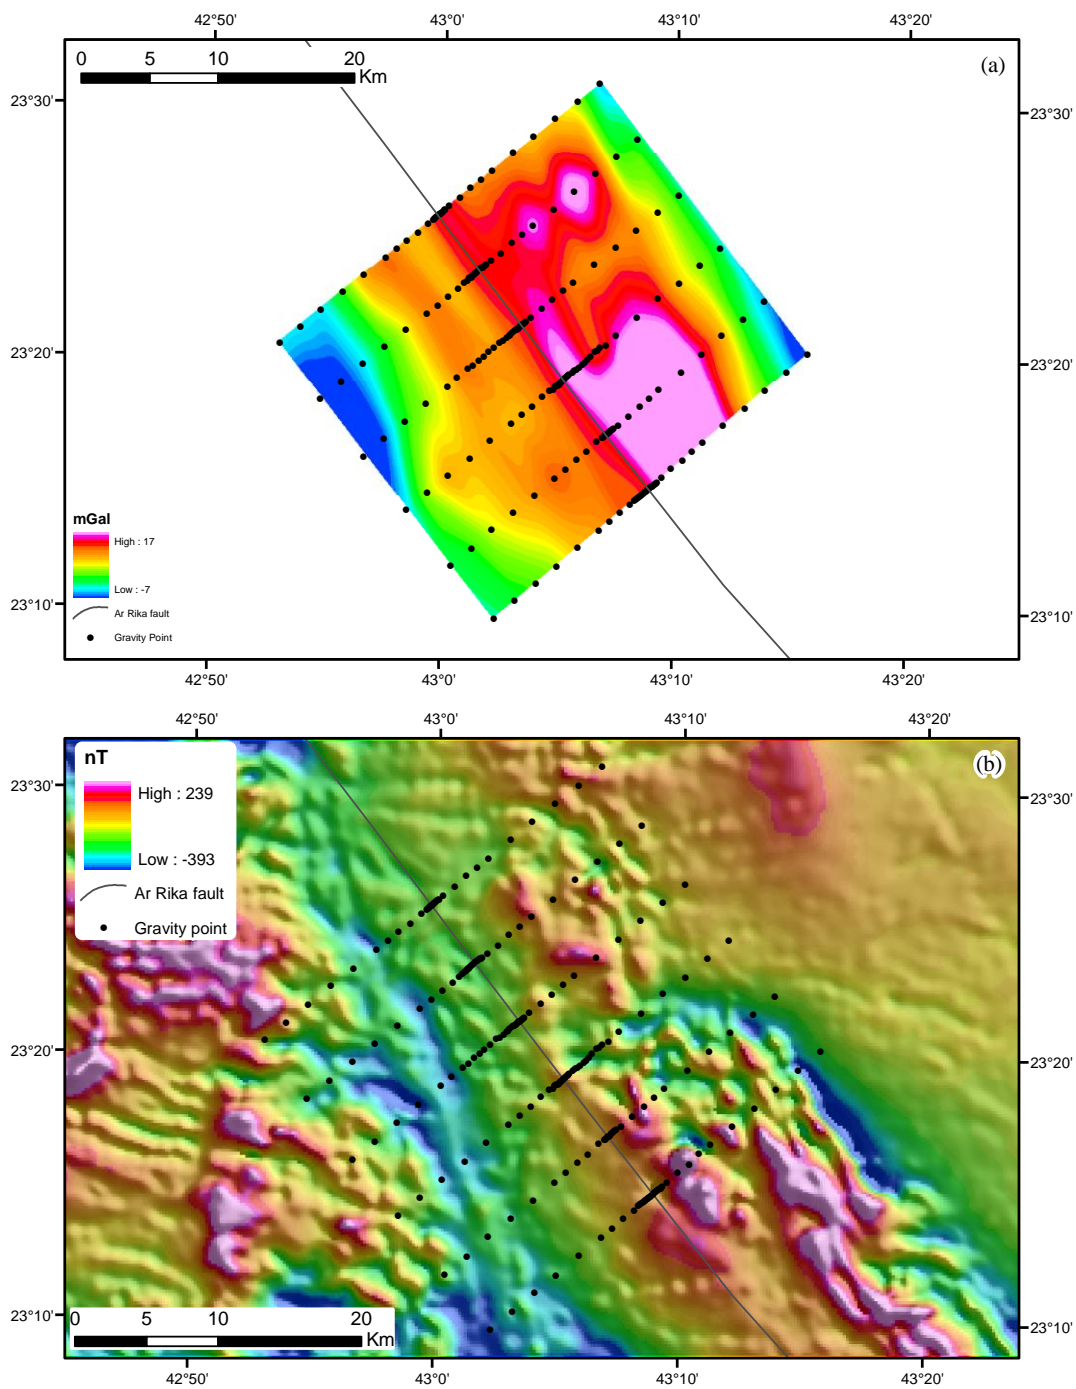 42°50' 43°0' 43°10' 43°20'
0 5 10 20
Km
(a)
23°30' 23°30'
23°20' 23°20'
mGal
High : 17
Low : -7
Ar Rika fault
Gravity Point
23°10' 23°10'
42°50' 43°0' 43°10' 43°20'
42°50' 43°0' 43°10' 43°20'
nT
(b)
High : 239
Low : -393
Ar Rika fault
Gravity point
23°30' 23°30'
23°20' 23°20'
23°10' 23°10'
0 5 10 20
Km
42°50' 43°0' 43°10' 43°20'